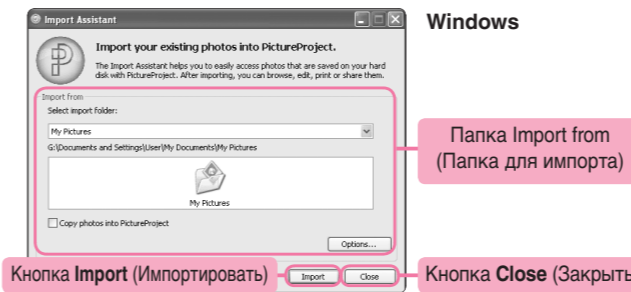 Import Assistant
Windows
Import your existing photos into PictureProject.
The Import Assistant helps you to easily access photos that are saved on your hard
disk with PictureProject. After importing, you can browse, edit, print or share them.
Import from
Select import folder:
My Pictures
G:\Documents and Settings\User\My Documents\My Pictures
Папка Import from
(Папка для импорта)
My Pictures
Copy photos into PictureProject
Options...
Кнопка Import (Импортировать)
Import
Close
Кнопка Close (Закрыть